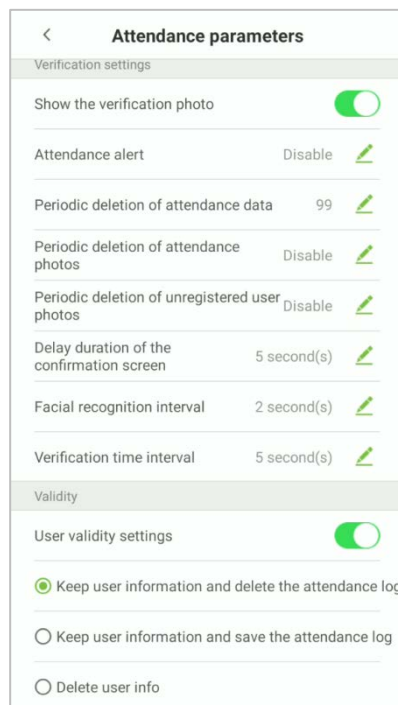 Attendance parameters
Verification settings
Show the verification photo
Attendance alert Disable
Periodic deletion of attendance data 99
Periodic deletion of attendance
photos Disable
Periodic deletion of unregistered user
photos Disable
Delay duration of the
confirmation screen 5 second(s)
Facial recognition interval 2 second(s)
Verification time interval 5 second(s)
Validity
User validity settings
Keep user information and delete the attendance log
Keep user information and save the attendance log
Delete user info